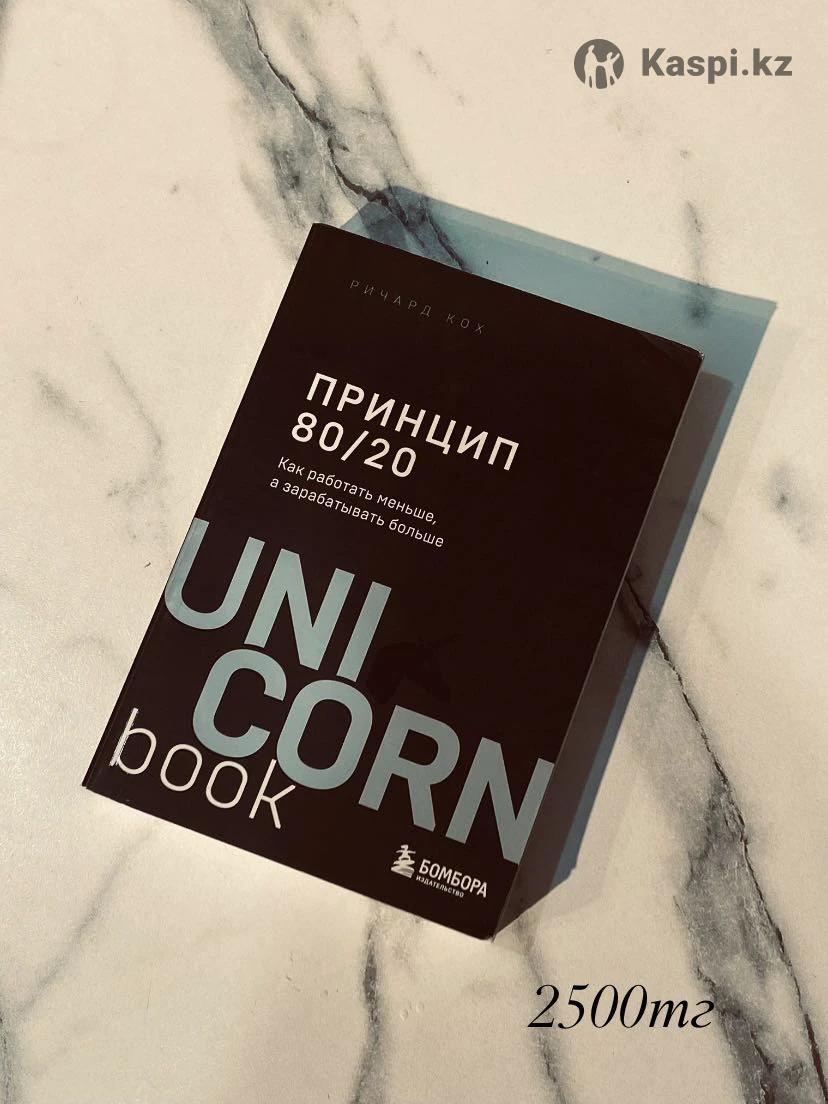 Kaspi.kz
РИЧАРД КОХ
ПРИНЦИП
80/20
Как работать меньше,
а зарабатывать больше
UNI
CORN
book
БОМБОРА
ИЗДАТЕЛЬСТВО
2500тг